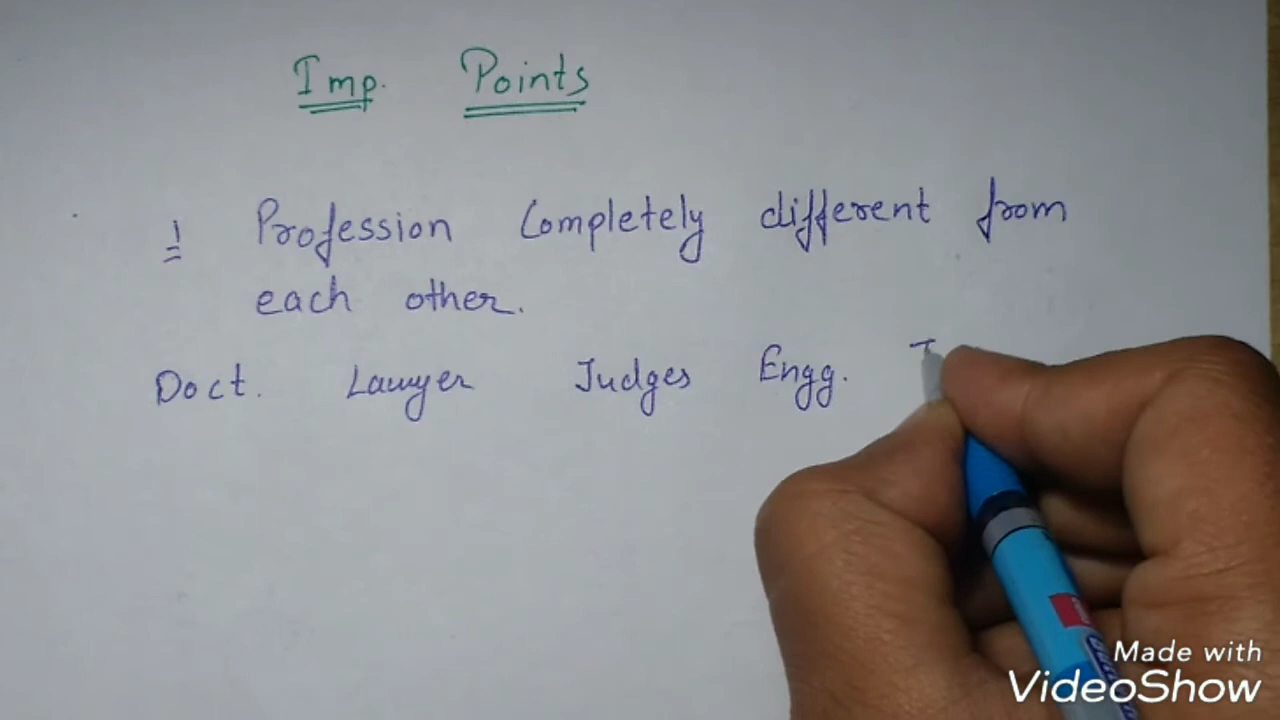 Imp. Points
1 Profession Completely different from
each other.
Doct. Lawyer Judges Engg. T
Made with
VideoShow